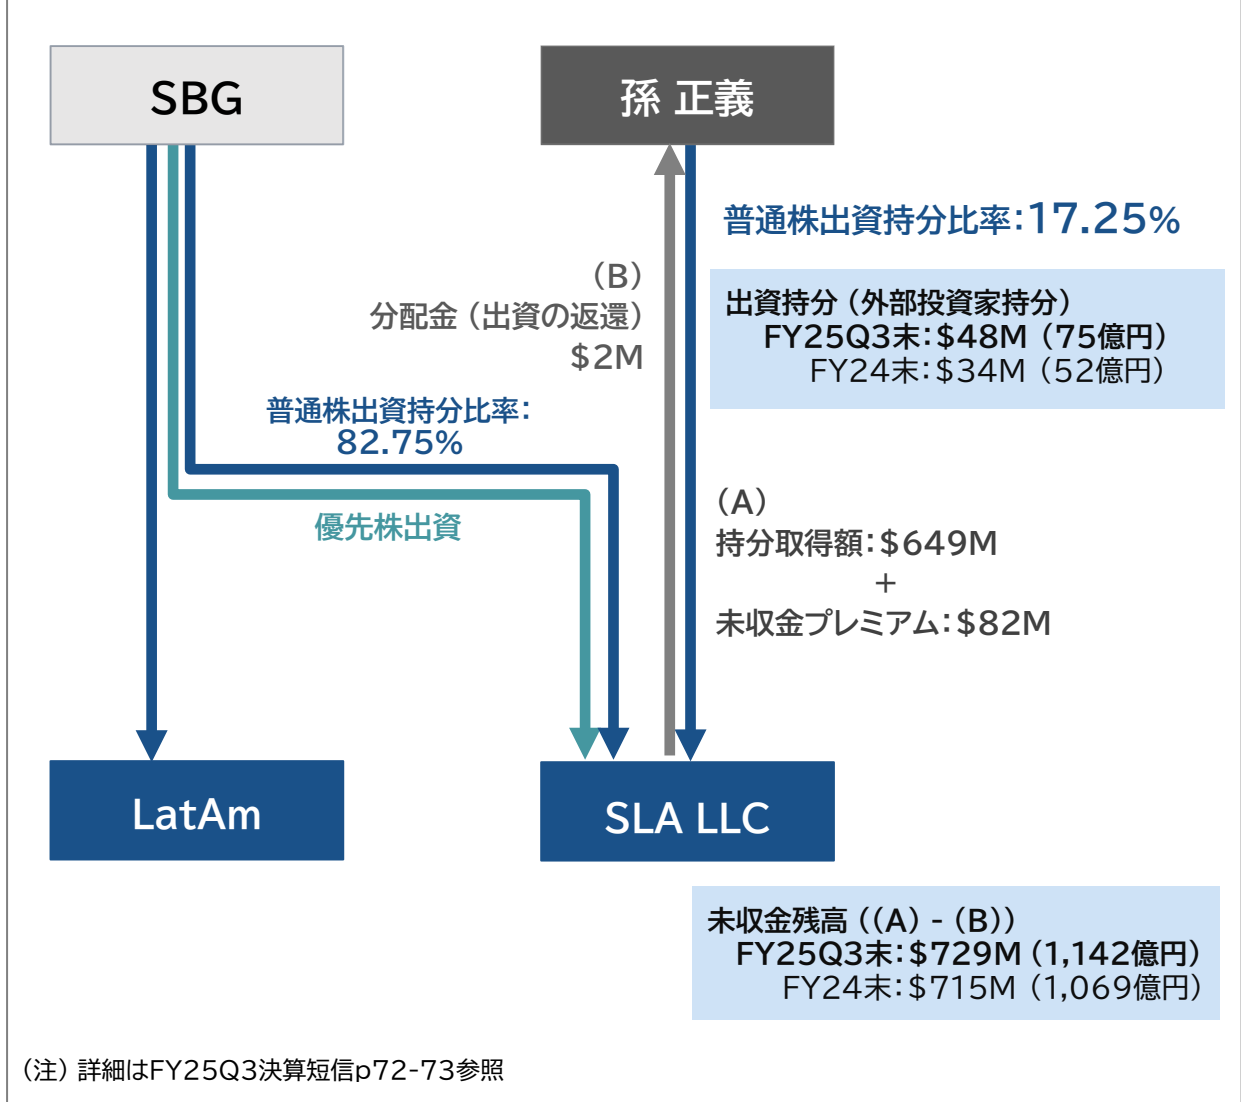 SBG
孫 正義
普通株出資持分比率：17.25%
（B）
分配金（出資の返還）
$2M
出資持分（外部投資家持分）
FY25Q3末：$48M（75億円）
FY24末：$34M（52億円）
普通株出資持分比率：
82.75%
優先株出資
（A）
持分取得額：$649M
＋
未収金プレミアム：$82M
LatAm
SLA LLC
未収金残高（(A) - (B)）
FY25Q3末：$729M（1,142億円）
FY24末：$715M（1,069億円）
（注）詳細はFY25Q3決算短信p72-73参照